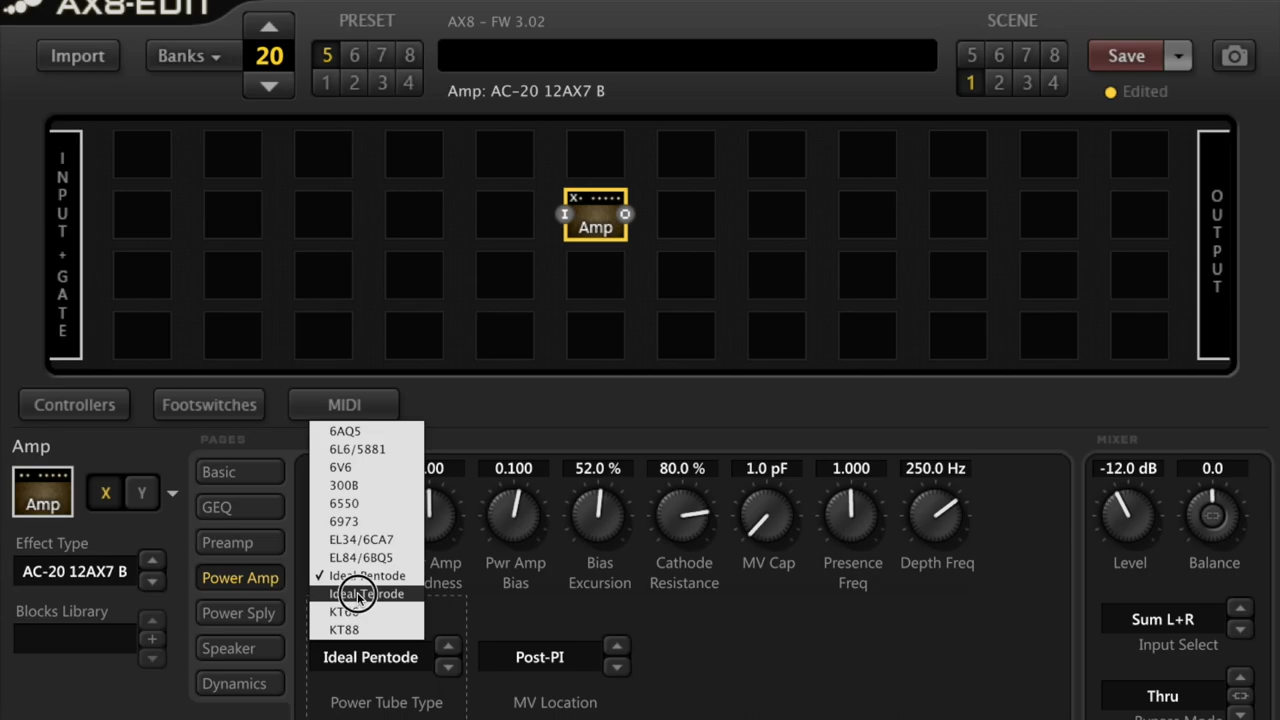 AX8-EDIT
PRESET
AX8 – FW 3.02
SCENE
Import
Banks
20
5 6 7 8
1 2 3 4
5 6 7 8
1 2 3 4
Save
Amp: AC-20 12AX7 B
Edited
INPUT + GATE
X
I
O
Amp
OUTPUT
Controllers
Footswitches
MIDI
Amp
PAGES
MIXER
6AQ5
6L6/5881
6V6
300B
6550
6973
EL34/6CA7
EL84/6BQ5
✓ Ideal Pentode
Ideal Tetrode
KT66
KT88
Basic
GEQ
Preamp
Power Amp
Power Sply
Speaker
Dynamics
Amp
X
Y
Effect Type
AC-20 12AX7 B
Blocks Library
.00
0.100
52.0 %
80.0 %
1.0 pF
1.000
250.0 Hz
-12.0 dB
0.0
Amp
Pwr Amp
Bias
Bias
Excursion
Cathode
Resistance
MV Cap
Presence
Freq
Depth Freq
Level
Balance
Ideal Pentode
Power Tube Type
Post-PI
MV Location
Sum L+R
Input Select
Thru